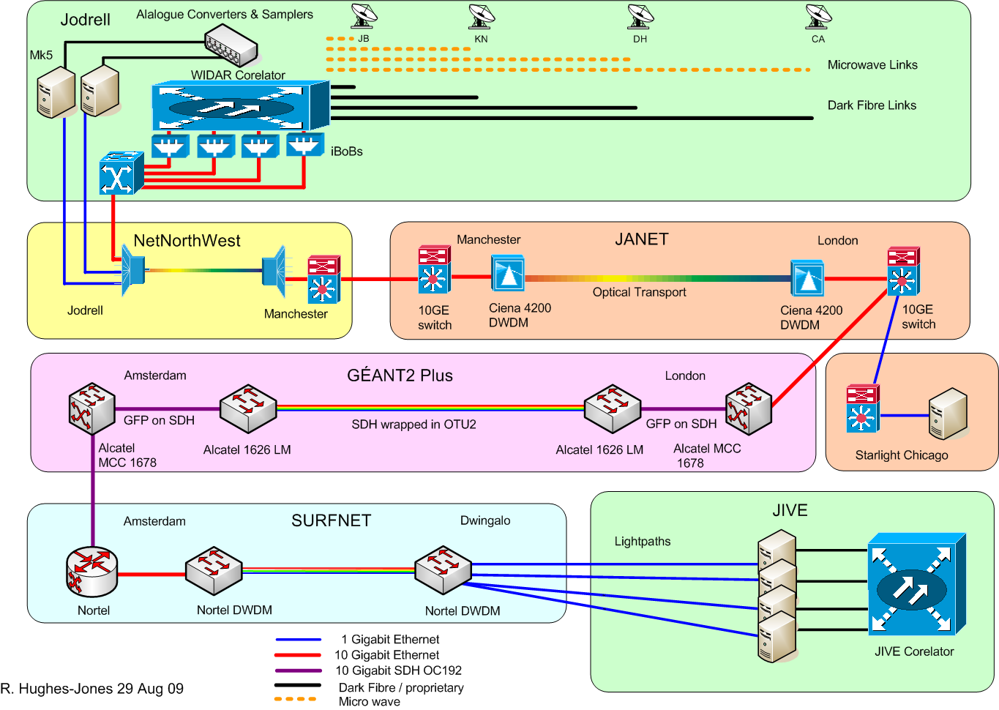 Jodrell
Alalogue Converters & Samplers
JB
KN
DH
CA
Mk5
Microwave Links
WIDAR Corelator
Dark Fibre Links
iBoBs
NetNorthWest
Jodrell
Manchester
JANET
Manchester
London
Optical Transport
10GE
switch
Ciena 4200
DWDM
Ciena 4200
DWDM
10GE
switch
GÉANT2 Plus
Amsterdam
London
GFP on SDH
SDH wrapped in OTU2
GFP on SDH
Alcatel
MCC 1678
Alcatel 1626 LM
Alcatel 1626 LM
Alcatel MCC
1678
Starlight Chicago
SURFNET
Amsterdam
Dwingalo
Nortel
Nortel DWDM
Nortel DWDM
JIVE
Lightpaths
JIVE Corelator
1 Gigabit Ethernet
10 Gigabit Ethernet
10 Gigabit SDH OC192
Dark Fibre / proprietary
Micro wave
R. Hughes-Jones 29 Aug 09